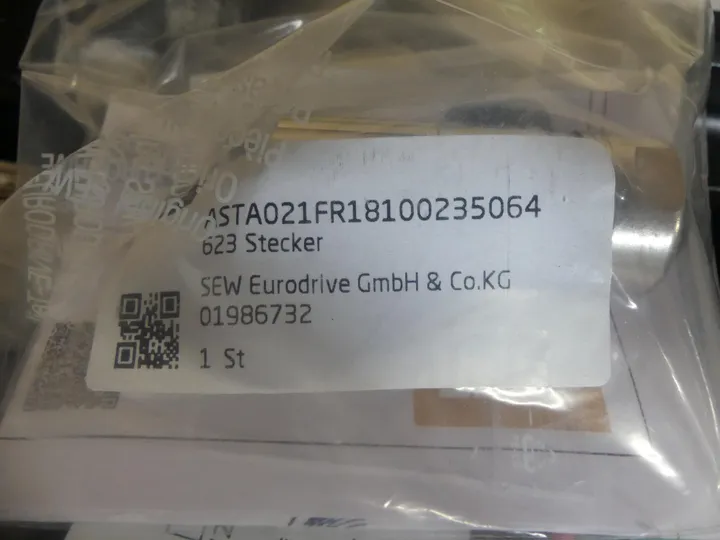 ASTA021FR18100235064
623 Stecker
SEW Eurodrive GmbH & Co.KG
01986732
1 St